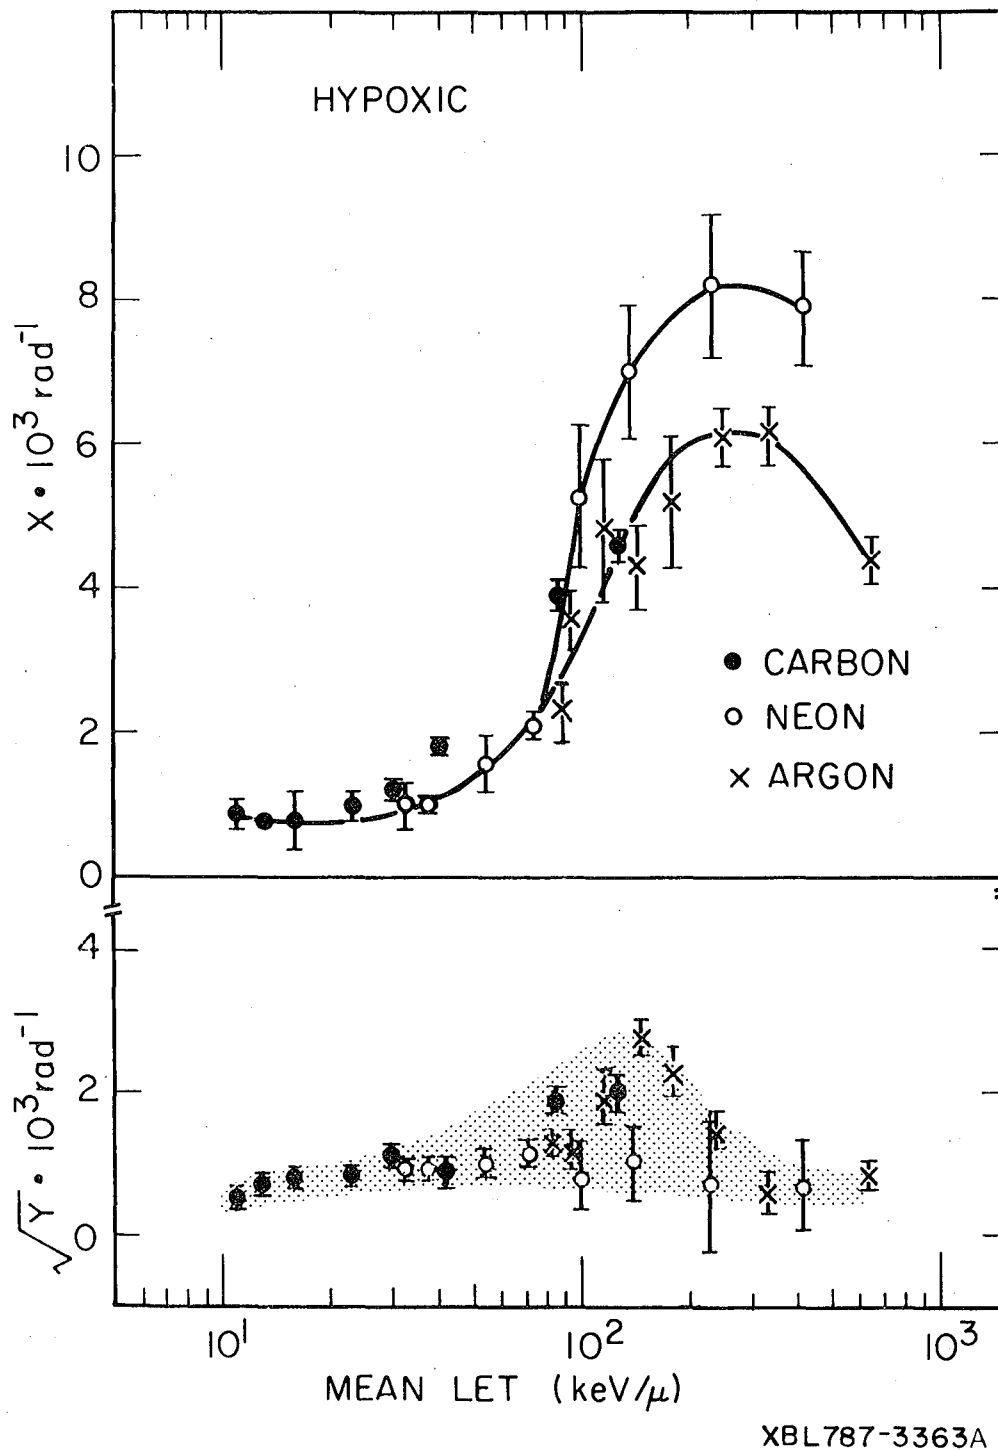 HYPOXIC
10
8
6
4
2
0
X • 10³ rad⁻¹
CARBON
NEON
ARGON
4
2
0
√Y • 10³ rad⁻¹
10¹ 10² 10³
MEAN LET (keV/μ)
XBL787-3363A